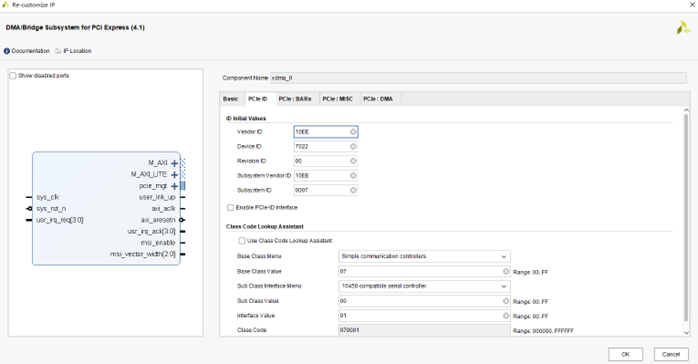 Re-customize IP
DMA/Bridge Subsystem for PCI Express (4.1)
Documentation IP Location
Show disabled ports
Component Name xdma_0
Basic PCIe ID PCIe : BARs PCIe : MISC PCIe : DMA
ID Initial Values
Vendor ID 10EE
Device ID 7022
Revision ID 00
Subsystem Vendor ID 10EE
Subsystem ID 0007
Enable PCIe-ID Interface
Class Code Lookup Assistant
Use Class Code Lookup Assistant
Base Class Menu Simple communication controllers
Base Class Value 07 Range: 00..FF
Sub Class Interface Menu 16450 compatible serial controller
Sub Class Value 00 Range: 00..FF
Interface Value 01 Range: 00..FF
Class Code 070001 Range: 000000..FFFFFF
M_AXI
M_AXI_LITE
pcie_mgt
sys_clk user_lnk_up
sys_rst_n axi_aclk
usr_irq_req[3:0] axi_aresetn
usr_irq_ack[3:0]
msi_enable
msi_vector_width[2:0]
OK Cancel